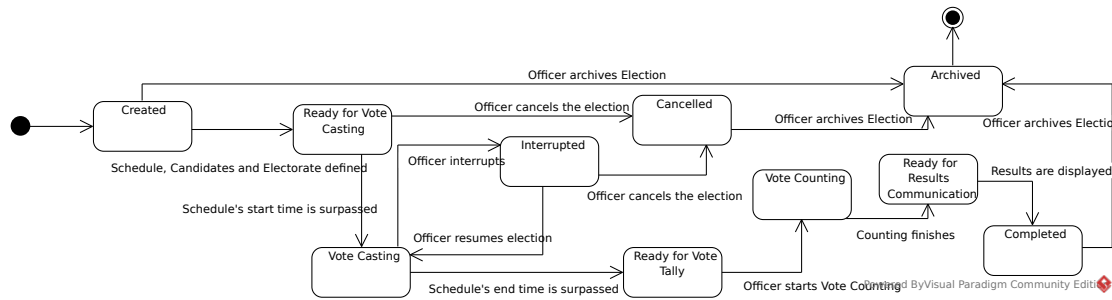 Officer archives Election
Archived
Created
Ready for Vote
Casting
Officer cancels the election
Cancelled
Officer archives Election
Officer archives Electio
Schedule, Candidates and Electorate defined
Officer interrupts
Interrupted
Officer cancels the election
Vote Counting
Ready for
Results
Communication
Results are displayed
Schedule's start time is surpassed
Officer resumes election
Counting finishes
Completed
Vote Casting
Ready for Vote
Tally
Schedule's end time is surpassed
Officer starts Vote Counting
Powered ByVisual Paradigm Community Edition